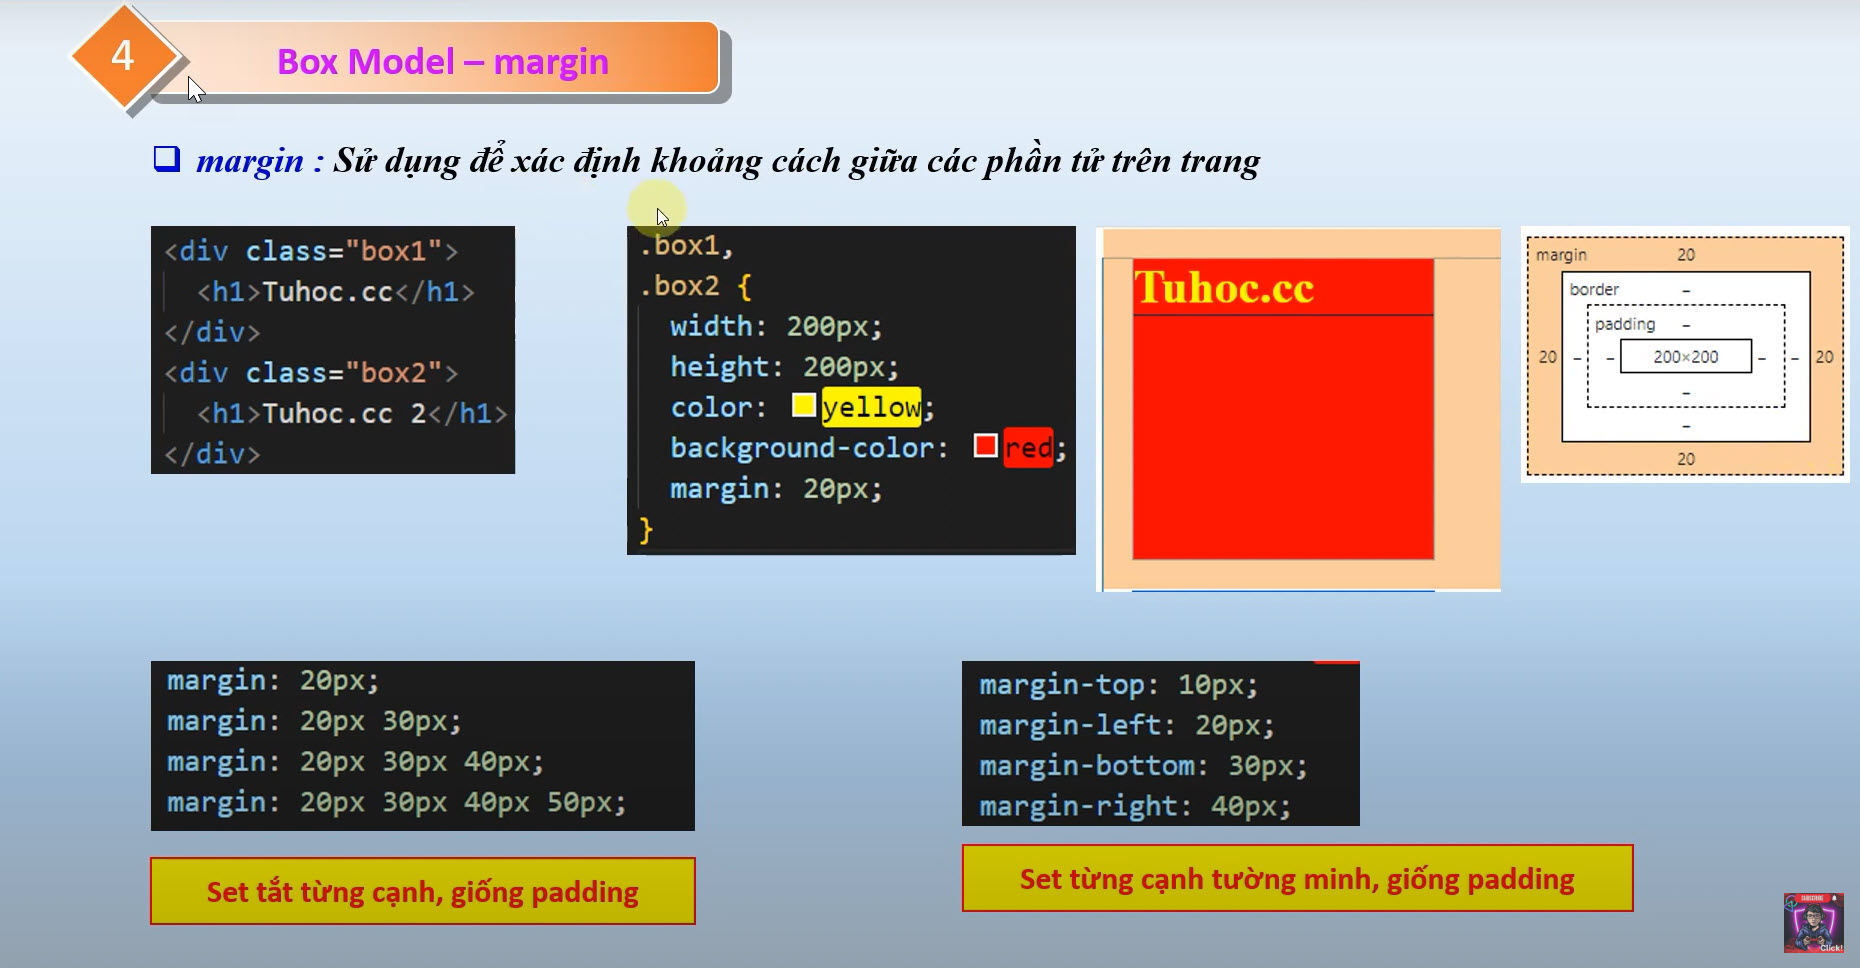 4
Box Model – margin
margin : Sử dụng để xác định khoảng cách giữa các phần tử trên trang
<div class="box1">
<h1>Tuhoc.cc</h1>
</div>
<div class="box2">
<h1>Tuhoc.cc 2</h1>
</div>
.box1,
.box2 {
width: 200px;
height: 200px;
color: yellow;
background-color: red;
margin: 20px;
}
Tuhoc.cc
margin 20
border –
padding –
20 – – 200×200 – – 20
–
–
20
margin: 20px;
margin: 20px 30px;
margin: 20px 30px 40px;
margin: 20px 30px 40px 50px;
margin-top: 10px;
margin-left: 20px;
margin-bottom: 30px;
margin-right: 40px;
Set tắt từng cạnh, giống padding
Set từng cạnh tường minh, giống padding
SUBSCRIBE
Click!